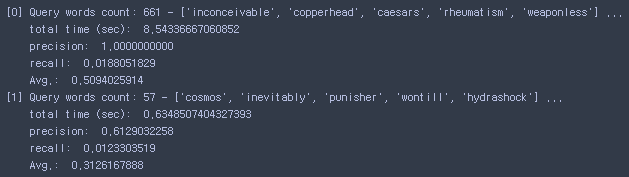 [0] Query words count: 661 - ['inconceivable', 'copperhead', 'caesars', 'rheumatism', 'weaponless'] ...
total time (sec):  8.54336667060852
precision:  1.0000000000
recall:  0.0188051829
Avg.:  0.5094025914
[1] Query words count: 57 - ['cosmos', 'inevitably', 'punisher', 'wontill', 'hydrashock'] ...
total time (sec):  0.6348507404327393
precision:  0.6129032258
recall:  0.0123303519
Avg.:  0.3126167888